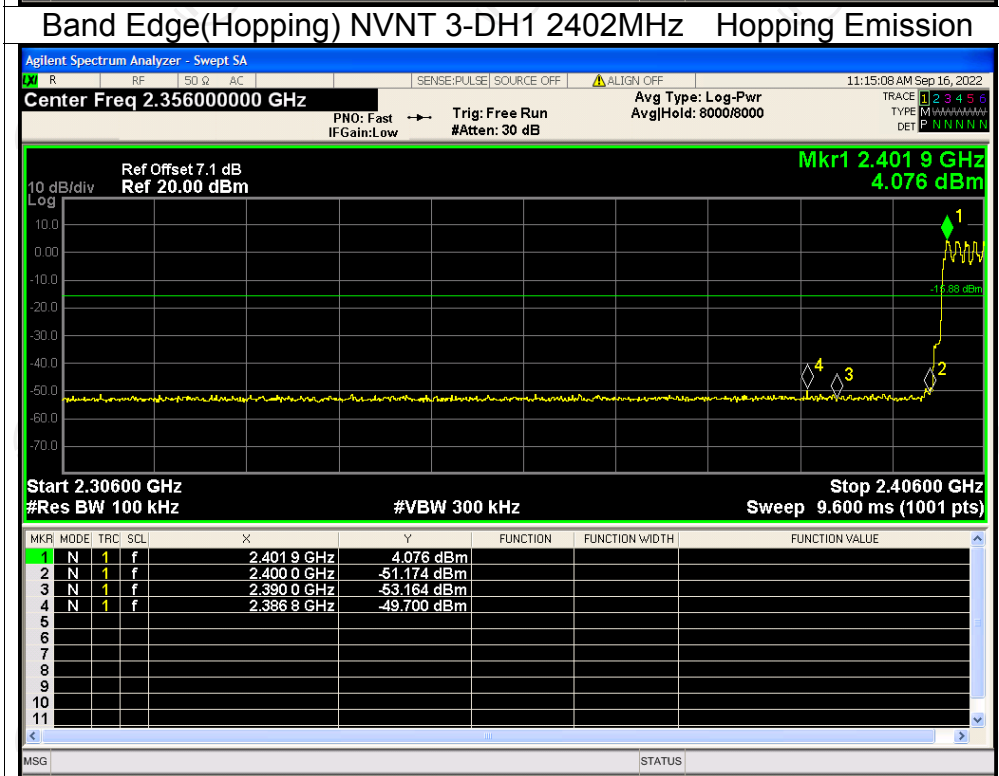 Band Edge(Hopping) NVNT 3-DH1 2402MHz Hopping Emission
Agilent Spectrum Analyzer - Swept SA
LXI R RF 50 Ω AC SENSE:PULSE SOURCE OFF ALIGN OFF 11:15:08 AM Sep 16, 2022
Center Freq 2.356000000 GHz
PNO: Fast
IFGain:Low
Trig: Free Run
#Atten: 30 dB
Avg Type: Log-Pwr
Avg|Hold: 8000/8000
TRACE 1 2 3 4 5 6
TYPE M
DET P N N N N N
Mkr1 2.401 9 GHz
4.076 dBm
Ref Offset 7.1 dB
10 dB/div Ref 20.00 dBm
Log
1
10.0
0.00
-10.0
-15.88 dBm
-20.0
-30.0
-40.0
4 3 2
-50.0
-60.0
-70.0
Start 2.30600 GHz Stop 2.40600 GHz
#Res BW 100 kHz #VBW 300 kHz Sweep 9.600 ms (1001 pts)
MKR MODE TRC SCL X Y FUNCTION FUNCTION WIDTH FUNCTION VALUE
1 N 1 f 2.401 9 GHz 4.076 dBm
2 N 1 f 2.400 0 GHz -51.174 dBm
3 N 1 f 2.390 0 GHz -53.164 dBm
4 N 1 f 2.386 8 GHz -49.700 dBm
5
6
7
8
9
10
11
MSG STATUS